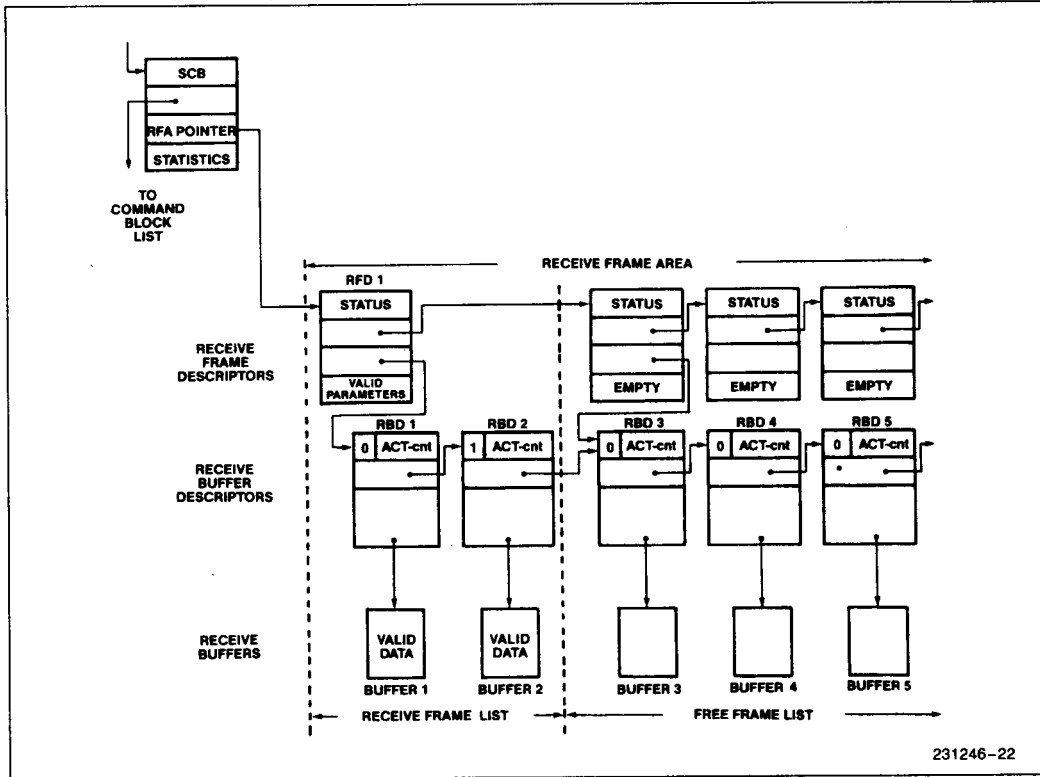 SCB
RFA POINTER
STATISTICS
TO
COMMAND
BLOCK
LIST
RECEIVE FRAME AREA
RFD 1
STATUS
STATUS
STATUS
STATUS
RECEIVE
FRAME
DESCRIPTORS
VALID
PARAMETERS
EMPTY
EMPTY
EMPTY
RBD 1
RBD 2
RBD 3
RBD 4
RBD 5
0 ACT-cnt
1 ACT-cnt
0 ACT-cnt
0 ACT-cnt
0 ACT-cnt
RECEIVE
BUFFER
DESCRIPTORS
RECEIVE
BUFFERS
VALID
DATA
VALID
DATA
BUFFER 1
BUFFER 2
BUFFER 3
BUFFER 4
BUFFER 5
RECEIVE FRAME LIST
FREE FRAME LIST
231246-22